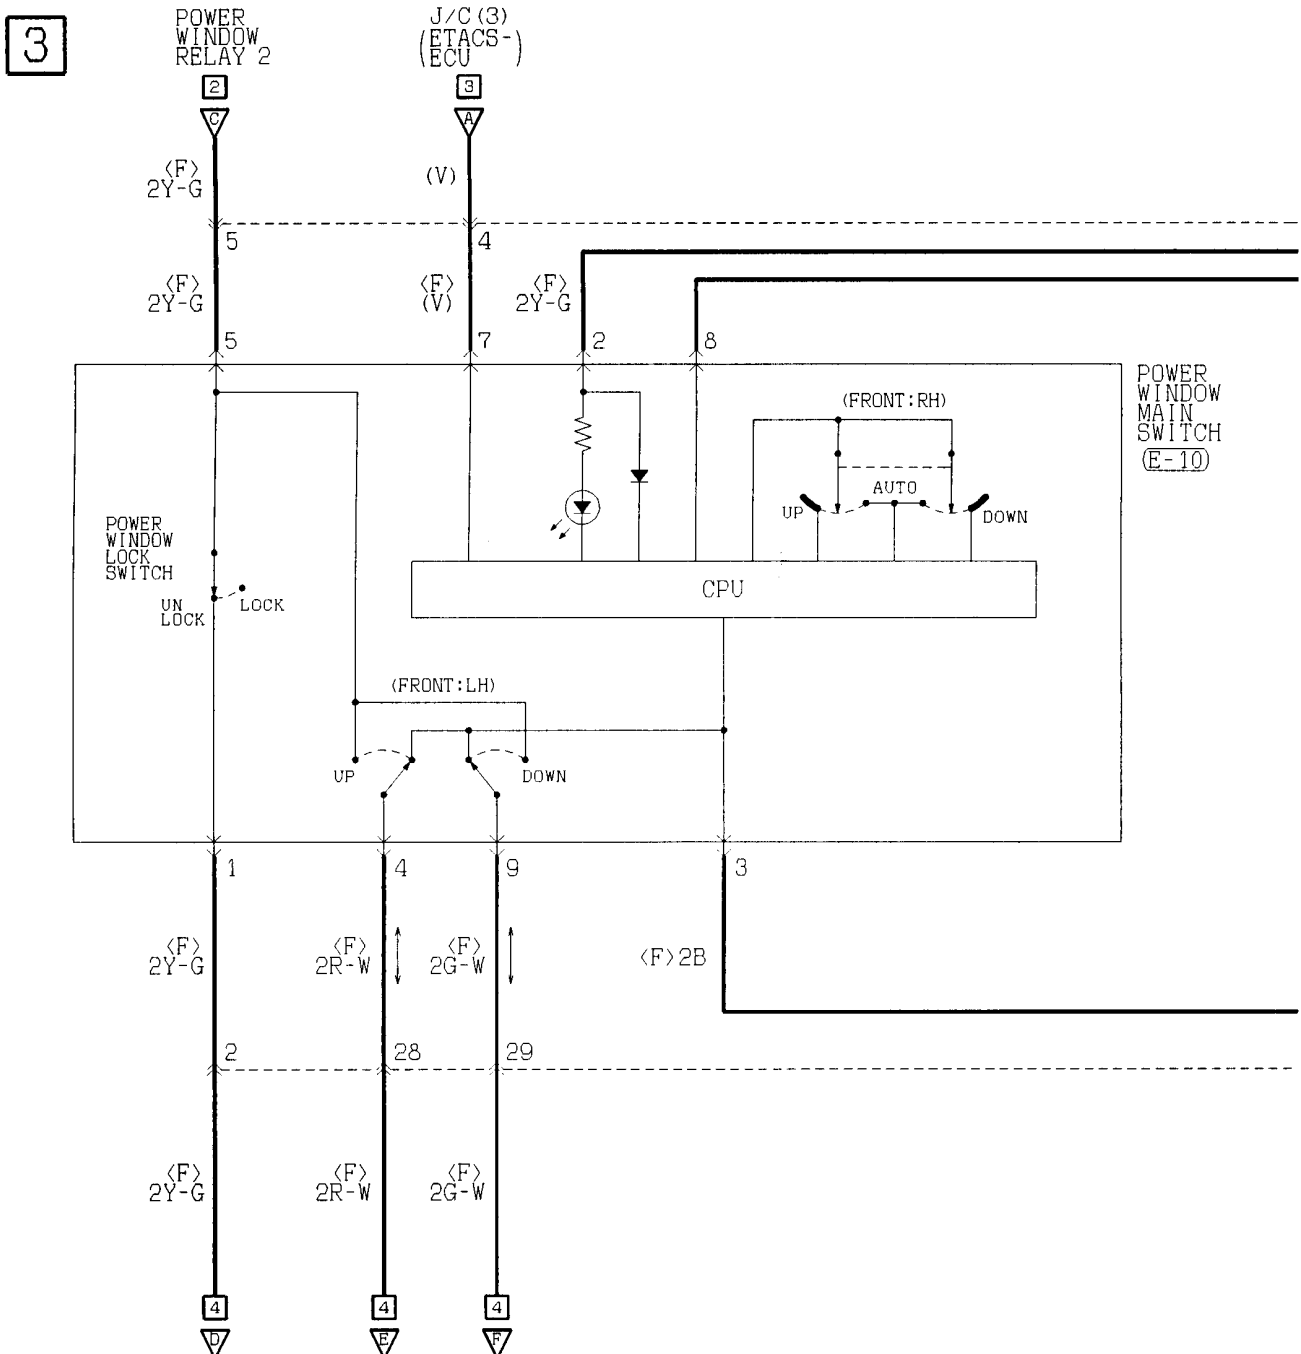 3
POWER
WINDOW
RELAY 2
J/C (3)
(ETACS-
ECU )
2
3
C
A
<F>
2Y-G
(V)
5
4
<F>
2Y-G
<F>
(V)
<F>
2Y-G
5
7
2
8
POWER
WINDOW
MAIN
SWITCH
(E-10)
(FRONT:RH)
AUTO
UP
DOWN
POWER
WINDOW
LOCK
SWITCH
CPU
UN
LOCK
LOCK
(FRONT:LH)
UP
DOWN
1
4
9
3
<F>
2Y-G
<F>
2R-W
<F>
2G-W
<F>2B
2
28
29
<F>
2Y-G
<F>
2R-W
<F>
2G-W
4
4
4
D
E
F